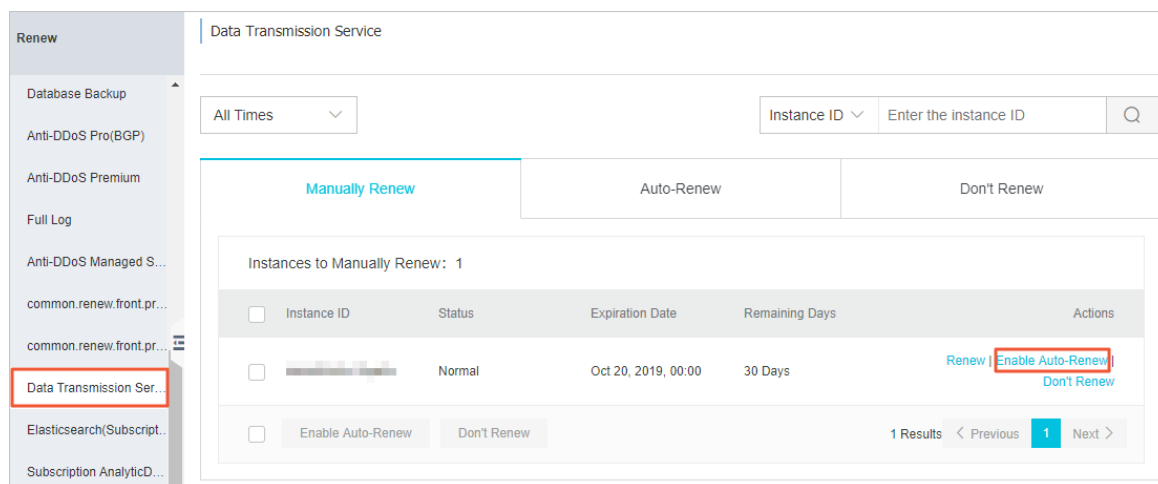 Renew
Database Backup
Anti-DDoS Pro(BGP)
Anti-DDoS Premium
Full Log
Anti-DDoS Managed S...
common.renew.front.pr...
common.renew.front.pr...
Data Transmission Ser...
Elasticsearch(Subscript...
Subscription AnalyticD...
Data Transmission Service
All Times
Instance ID
Enter the instance ID
Manually Renew
Auto-Renew
Don't Renew
Instances to Manually Renew: 1
Instance ID
Status
Expiration Date
Remaining Days
Actions
Normal
Oct 20, 2019, 00:00
30 Days
Renew | Enable Auto-Renew |
Don't Renew
Enable Auto-Renew
Don't Renew
1 Results
Previous
1
Next